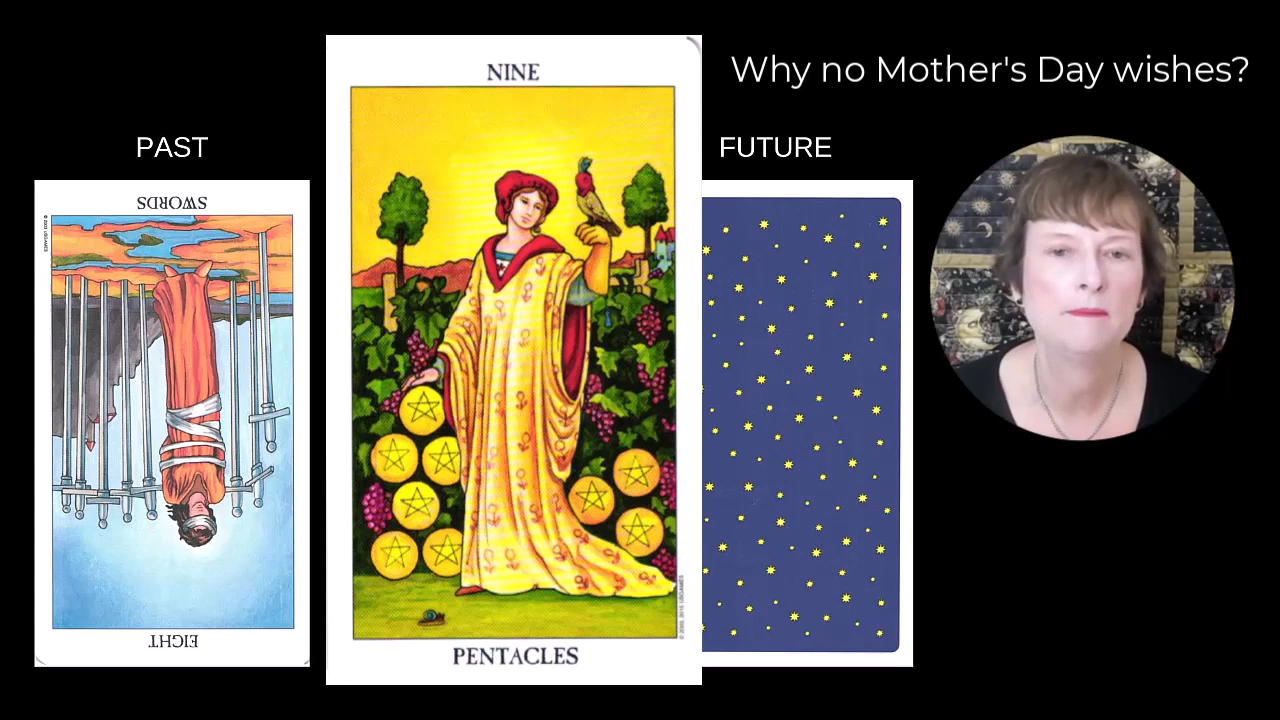 Why no Mother's Day wishes?
PAST
FUTURE
SWORDS
EIGHT
NINE
PENTACLES